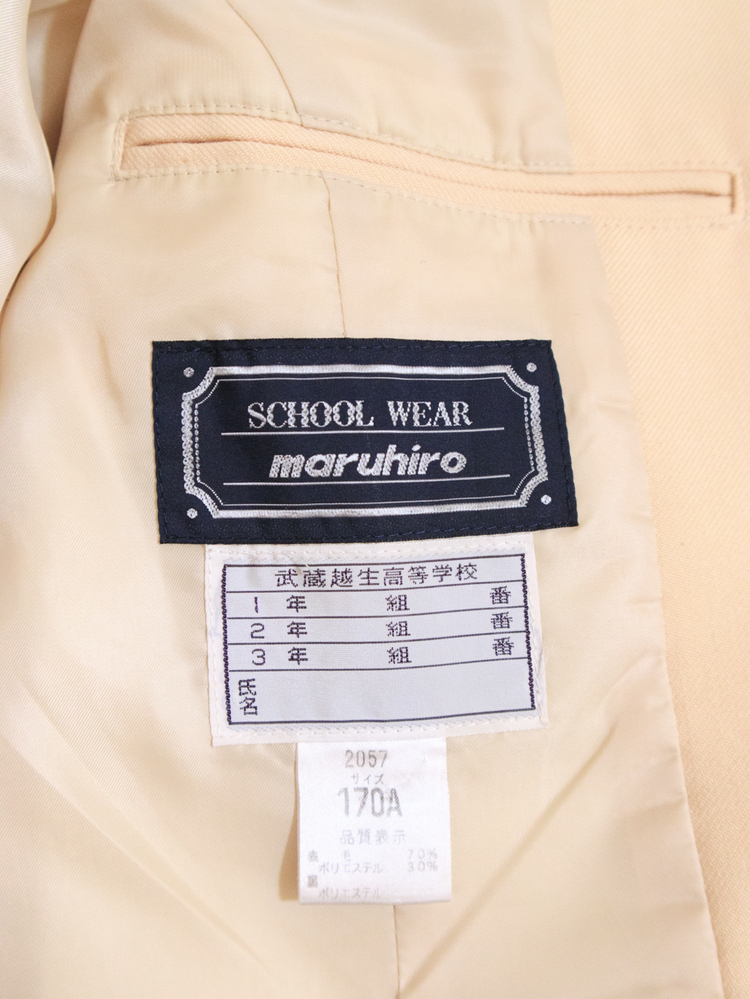 SCHOOL WEAR
maruhiro
武蔵越生高等学校
1 年 組 番
2 年 組 番
3 年 組 番
氏名
2057
サイズ
170A
品質表示
表 毛 70%
ポリエステル 30%
裏
ポリエステル